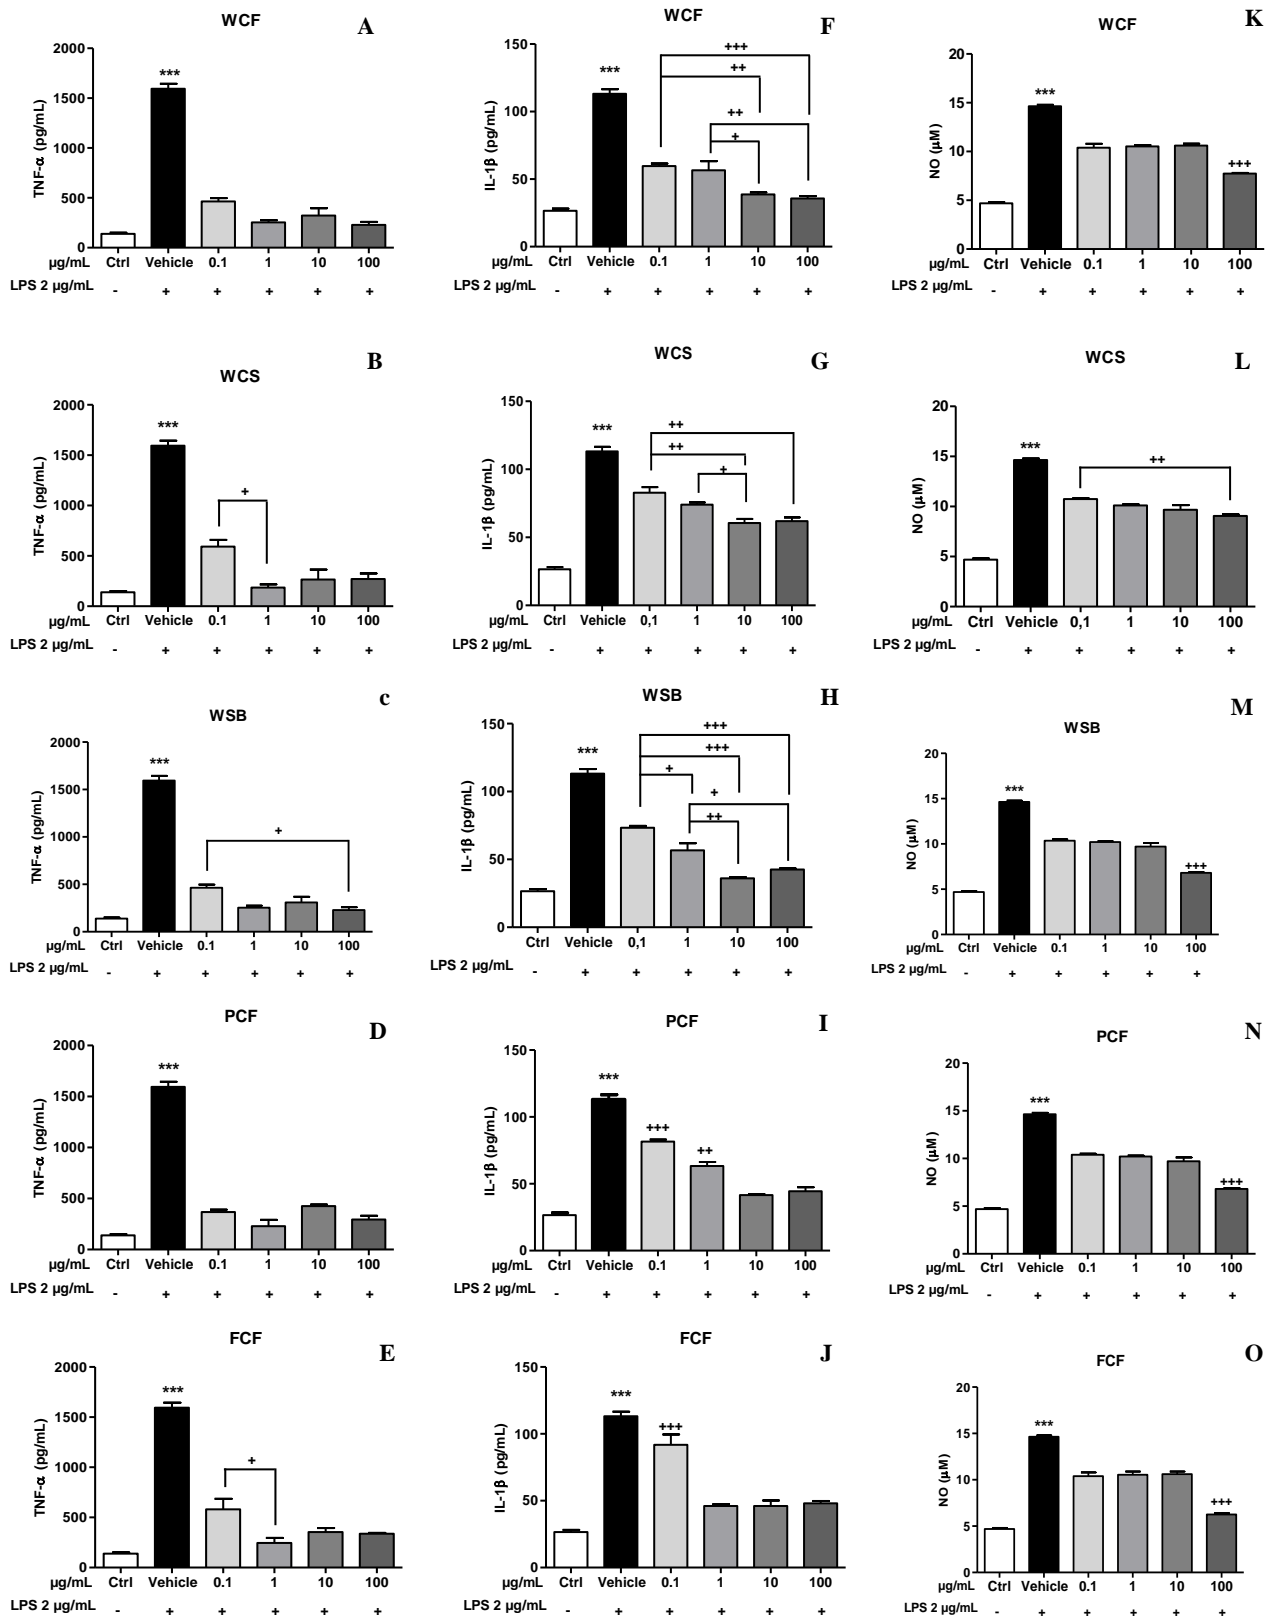 WCF
A
TNF-α (pg/mL)
2000
1500
1000
500
0
***
µg/mL Ctrl Vehicle 0.1 1 10 100
LPS 2 µg/mL - + + + + +
WCF
F
IL-1β (pg/mL)
150
100
50
0
***
+++
++
++
+
µg/mL Ctrl Vehicle 0.1 1 10 100
LPS 2 µg/mL - + + + + +
WCF
K
NO (µM)
20
15
10
5
0
***
+++
µg/mL Ctrl Vehicle 0.1 1 10 100
LPS 2 µg/mL - + + + + +
WCS
B
TNF-α (pg/mL)
2000
1500
1000
500
0
***
+
µg/mL Ctrl Vehicle 0.1 1 10 100
LPS 2 µg/mL - + + + + +
WCS
G
IL-1β (pg/mL)
150
100
50
0
***
++
++
+
µg/mL Ctrl Vehicle 0,1 1 10 100
LPS 2 µg/mL - + + + + +
WCS
L
NO (µM)
20
15
10
5
0
***
++
µg/mL Ctrl Vehicle 0,1 1 10 100
LPS 2 µg/mL - + + + + +
WSB
c
TNF-α (pg/mL)
2000
1500
1000
500
0
***
+
µg/mL Ctrl Vehicle 0.1 1 10 100
LPS 2 µg/mL - + + + + +
WSB
H
IL-1β (pg/mL)
150
100
50
0
***
+++
+++
+
+
++
µg/mL Ctrl Vehicle 0,1 1 10 100
LPS 2 µg/mL - + + + + +
WSB
M
NO (µM)
20
15
10
5
0
***
+++
µg/mL Ctrl Vehicle 0.1 1 10 100
LPS 2 µg/mL - + + + + +
PCF
D
TNF-α (pg/mL)
2000
1500
1000
500
0
***
µg/mL Ctrl Vehicle 0.1 1 10 100
LPS 2 µg/mL - + + + + +
PCF
I
IL-1β (pg/mL)
150
100
50
0
***
+++
++
µg/mL Ctrl Vehicle 0.1 1 10 100
LPS 2 µg/mL - + + + + +
PCF
N
NO (µM)
20
15
10
5
0
***
+++
µg/mL Ctrl Vehicle 0.1 1 10 100
LPS 2 µg/mL - + + + + +
FCF
E
TNF-α (pg/mL)
2000
1500
1000
500
0
***
+
µg/mL Ctrl Vehicle 0.1 1 10 100
LPS 2 µg/mL - + + + + +
FCF
J
IL-1β (pg/mL)
150
100
50
0
***
+++
µg/mL Ctrl Vehicle 0.1 1 10 100
LPS 2 µg/mL - + + + + +
FCF
O
NO (µM)
20
15
10
5
0
***
+++
µg/mL Ctrl Vehicle 0.1 1 10 100
LPS 2 µg/mL - + + + + +